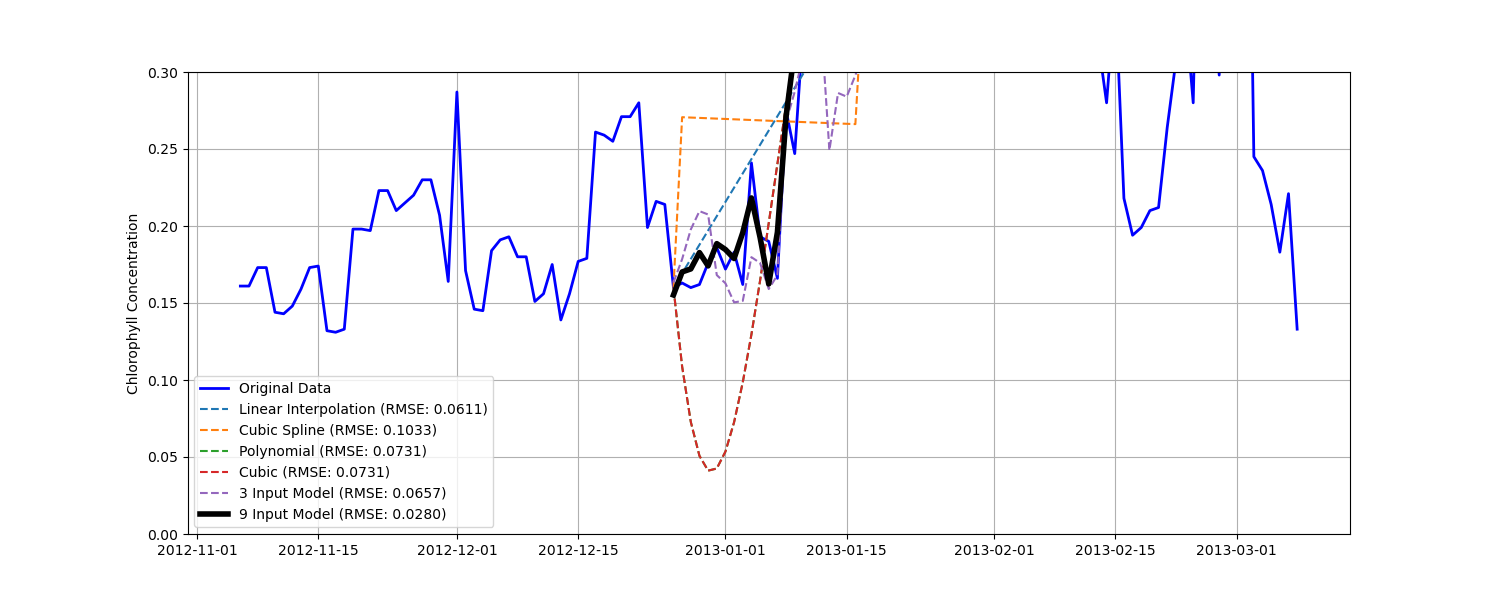 0.30
0.25
0.20
0.15
0.10
0.05
0.00
Chlorophyll Concentration
Original Data
Linear Interpolation (RMSE: 0.0611)
Cubic Spline (RMSE: 0.1033)
Polynomial (RMSE: 0.0731)
Cubic (RMSE: 0.0731)
3 Input Model (RMSE: 0.0657)
9 Input Model (RMSE: 0.0280)
2012-11-01 2012-11-15 2012-12-01 2012-12-15 2013-01-01 2013-01-15 2013-02-01 2013-02-15 2013-03-01